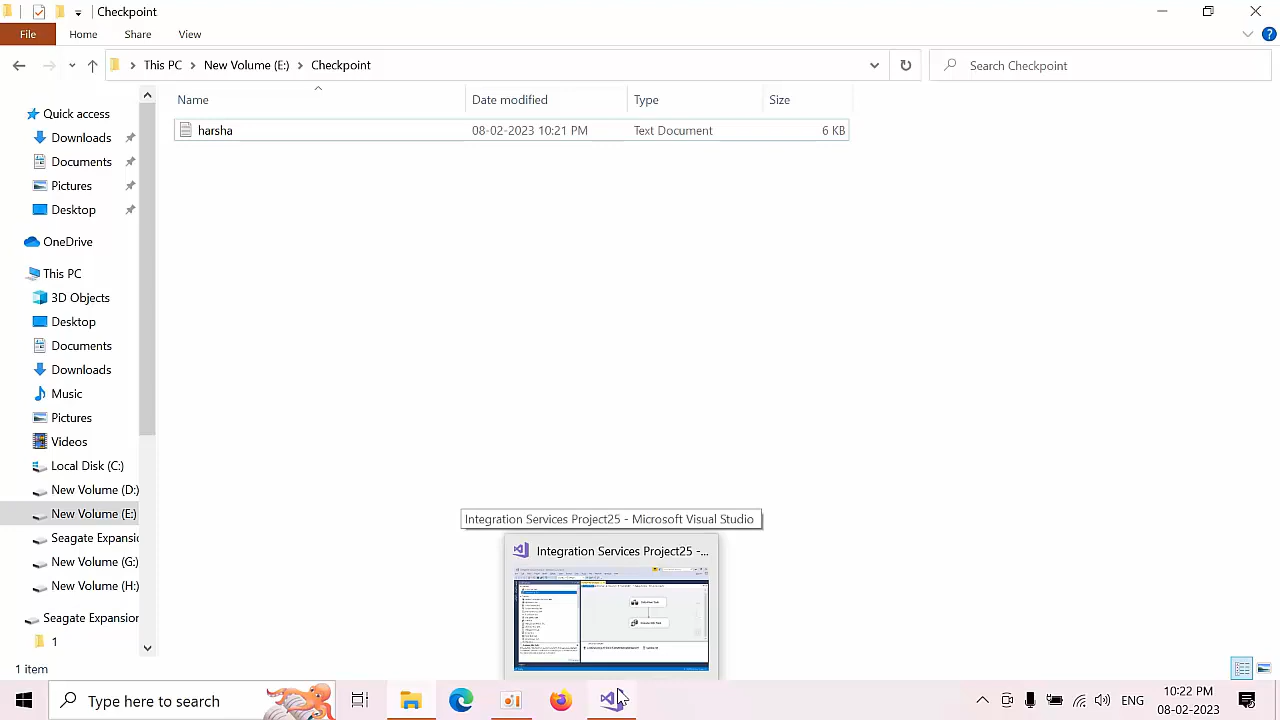 Checkpoint
File Home Share View
This PC New Volume (E:) Checkpoint
Search Checkpoint
Name Date modified Type Size
harsha 08-02-2023 10:21 PM Text Document 6 KB
Quick access
Downloads
Documents
Pictures
Desktop
OneDrive
This PC
3D Objects
Desktop
Documents
Downloads
Music
Pictures
Videos
Local Disk (C:)
New Volume (D:)
New Volume (E:)
Seagate Expansio
New Volume (G:)
New Volume (H:)
Seagate Expansion
1
Integration Services Project25 - Microsoft Visual Studio
Integration Services Project25 -...
1 item
Type here to search
ENG
10:22 PM
08-02-2023